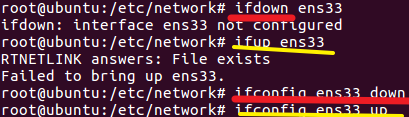 root@ubuntu:/etc/network# ifdown ens33
ifdown: interface ens33 not configured
root@ubuntu:/etc/network# ifup ens33
RTNETLINK answers: File exists
Failed to bring up ens33.
root@ubuntu:/etc/network# ifconfig ens33 down
root@ubuntu:/etc/network# ifconfig ens33 up